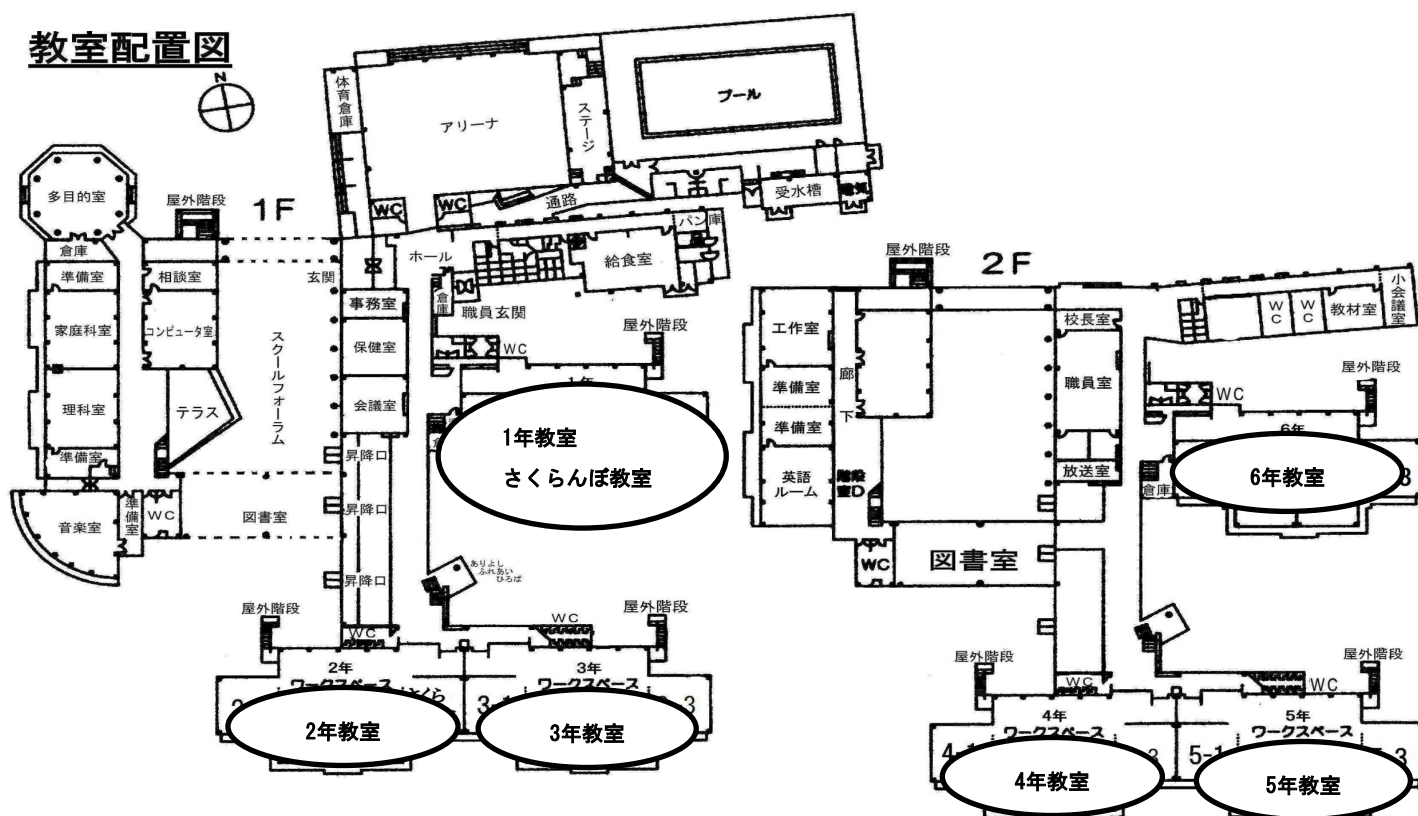 教室配置図
N
体育倉庫
アリーナ
ステージ
プール
多目的室
屋外階段
1F
WC
WC
通路
受水槽
電気
倉庫
ホール
パン庫
準備室
相談室
玄関
給食室
事務室
倉庫
職員玄関
家庭科室
コンピュータ室
保健室
屋外階段
WC
スクールフォーラム
理科室
テラス
会議室
1年
1年教室
さくらんぼ教室
準備室
昇降口
音楽室
準備室
WC
図書室
昇降口
昇降口
ありよし
ふれあい
ひろば
屋外階段
WC
WC
屋外階段
2年
ワークスペース
3年
ワークスペース
2年教室
3年教室
屋外階段
2F
小会議室
工作室
校長室
WC
WC
教材室
職員室
準備室
廊下
WC
屋外階段
準備室
6年
放送室
英語ルーム
階段室D
倉庫
6年教室
WC
図書室
屋外階段
WC
WC
屋外階段
4年
ワークスペース
5年
ワークスペース
4-1
5-1
4年教室
5年教室